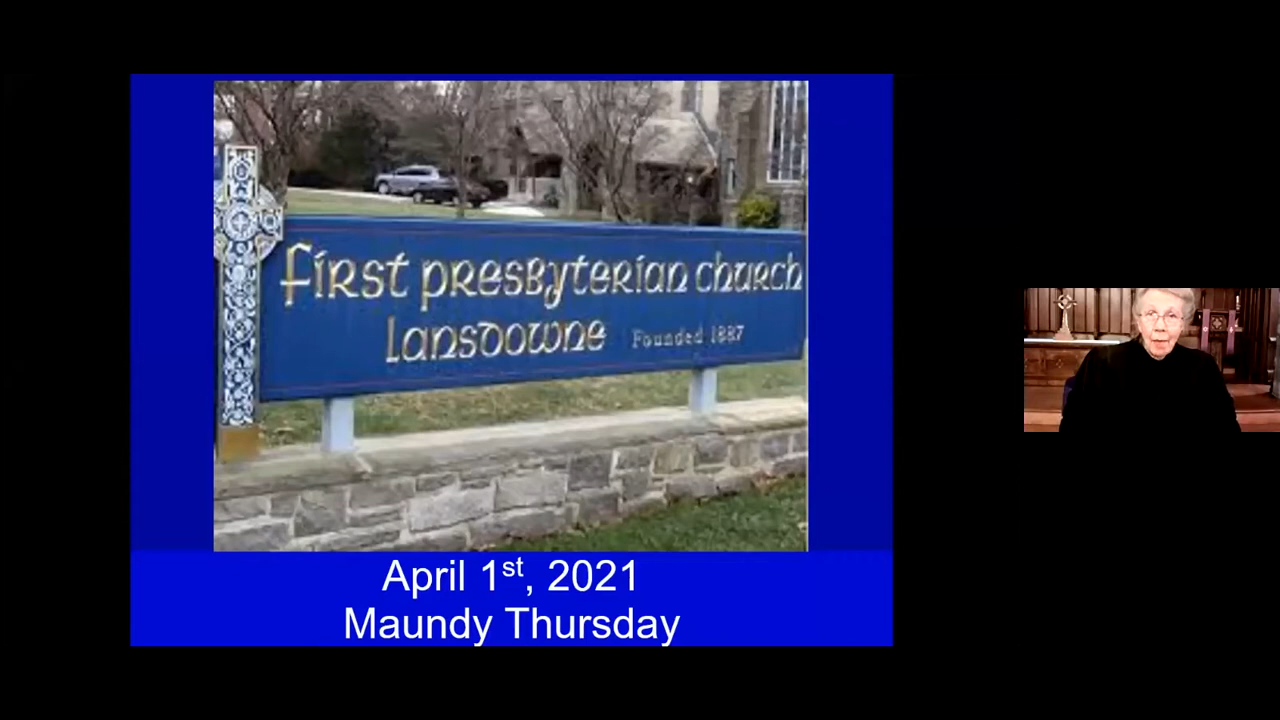 First Presbyterian Church
Lansdowne Founded 1887
April 1st, 2021
Maundy Thursday